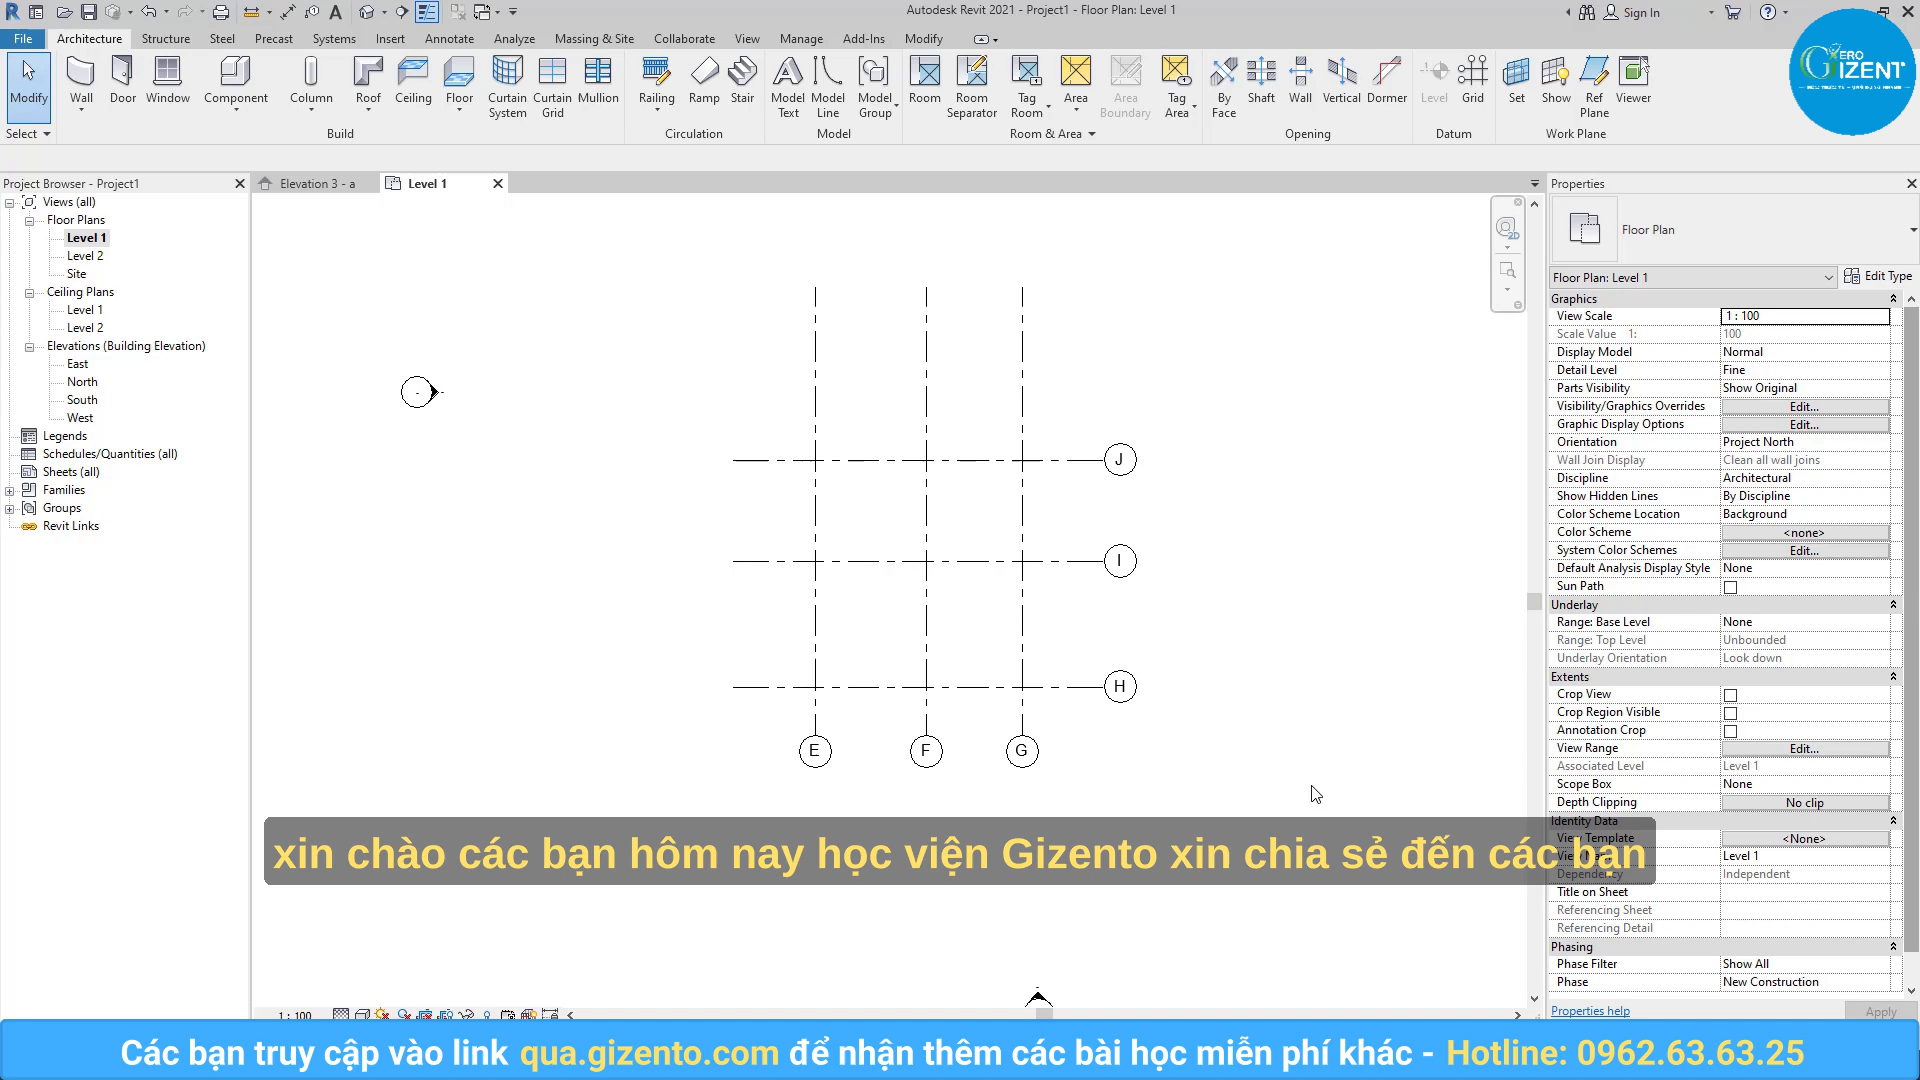 Autodesk Revit 2021 - Project1 - Floor Plan: Level 1
Sign In
File Architecture Structure Steel Precast Systems Insert Annotate Analyze Massing & Site Collaborate View Manage Add-Ins Modify
Modify Wall Door Window Component Column Roof Ceiling Floor Curtain System Curtain Grid Mullion Railing Ramp Stair Model Text Model Line Model Group Room Room Separator Tag Room Area Area Boundary Tag Area By Face Shaft Wall Vertical Dormer Level Grid Set Show Ref Plane Viewer
Select Build Circulation Model Room & Area Opening Datum Work Plane
GIZENT
ERO
Project Browser - Project1
Views (all)
Floor Plans
Level 1
Level 2
Site
Ceiling Plans
Level 1
Level 2
Elevations (Building Elevation)
East
North
South
West
Legends
Schedules/Quantities (all)
Sheets (all)
Families
Groups
Revit Links
Elevation 3 - a
Level 1
2D
J
I
H
E F G
1 : 100
Properties
Floor Plan
Floor Plan: Level 1 Edit Type
Graphics
View Scale 1 : 100
Scale Value 1: 100
Display Model Normal
Detail Level Fine
Parts Visibility Show Original
Visibility/Graphics Overrides Edit...
Graphic Display Options Edit...
Orientation Project North
Wall Join Display Clean all wall joins
Discipline Architectural
Show Hidden Lines By Discipline
Color Scheme Location Background
Color Scheme <none>
System Color Schemes Edit...
Default Analysis Display Style None
Sun Path
Underlay
Range: Base Level None
Range: Top Level Unbounded
Underlay Orientation Look down
Extents
Crop View
Crop Region Visible
Annotation Crop
View Range Edit...
Associated Level Level 1
Scope Box None
Depth Clipping No clip
Identity Data
View Template <None>
View Name Level 1
Dependency Independent
Title on Sheet
Referencing Sheet
Referencing Detail
Phasing
Phase Filter Show All
Phase New Construction
Properties help Apply
xin chào các bạn hôm nay học viện Gizento xin chia sẻ đến các bạn
Các bạn truy cập vào link qua.gizento.com để nhận thêm các bài học miễn phí khác - Hotline: 0962.63.63.25